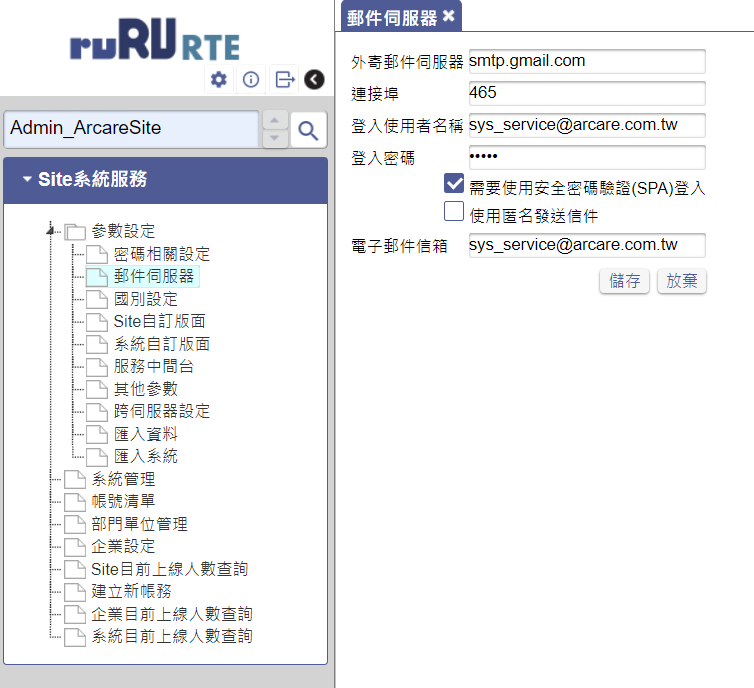 ruRU RTE
Admin_ArcareSite
Site系統服務
參數設定
密碼相關設定
郵件伺服器
國別設定
Site自訂版面
系統自訂版面
服務中間台
其他參數
跨伺服器設定
匯入資料
匯入系統
系統管理
帳號清單
部門單位管理
企業設定
Site目前上線人數查詢
建立新帳務
企業目前上線人數查詢
系統目前上線人數查詢
郵件伺服器
外寄郵件伺服器 smtp.gmail.com
連接埠 465
登入使用者名稱 sys_service@arcare.com.tw
登入密碼 •••••
需要使用安全密碼驗證(SPA)登入
使用匿名發送信件
電子郵件信箱 sys_service@arcare.com.tw
儲存 放棄